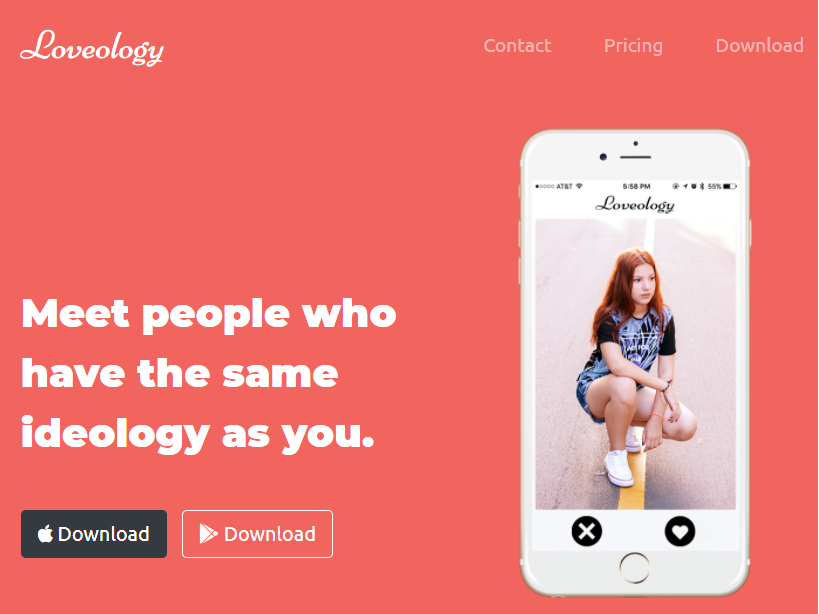 Loveology
Contact Pricing Download
AT&T 5:58 PM 55%
Loveology
Meet people who
have the same
ideology as you.
Download Download